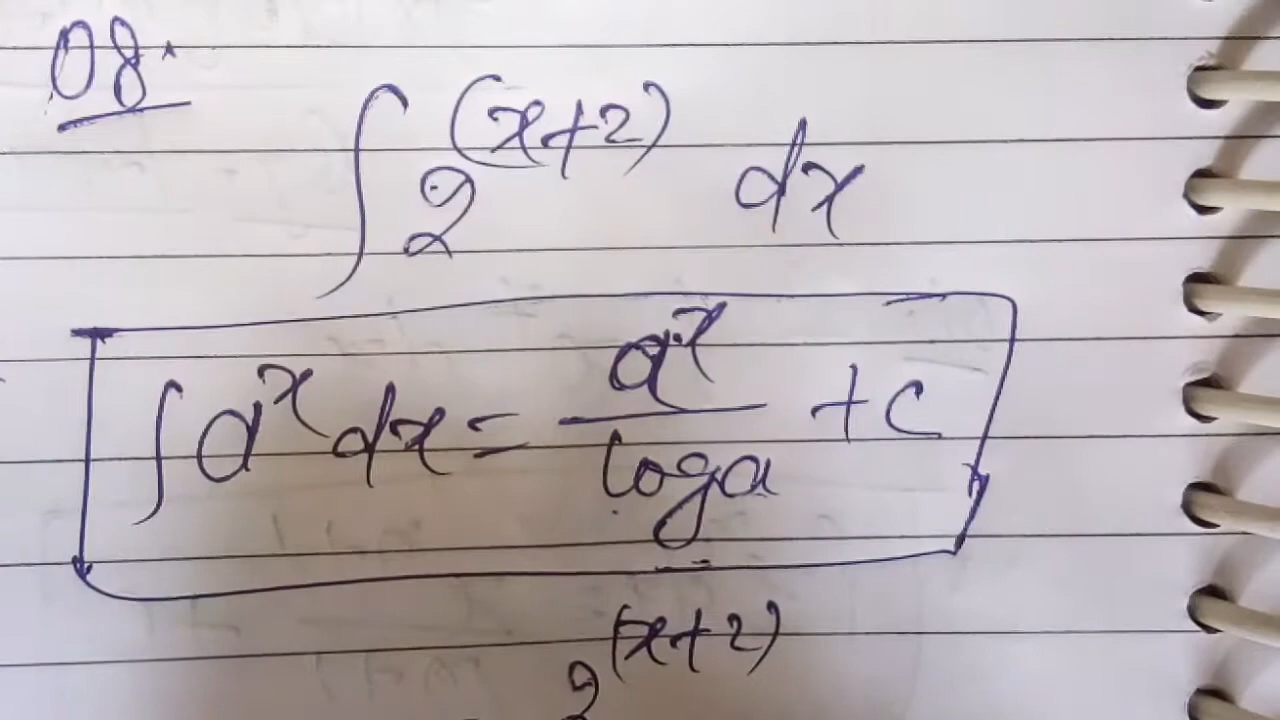 08.
∫ 2^(x+2) dx
∫ a^x dx = a^x / log a + c
2^(x+2)